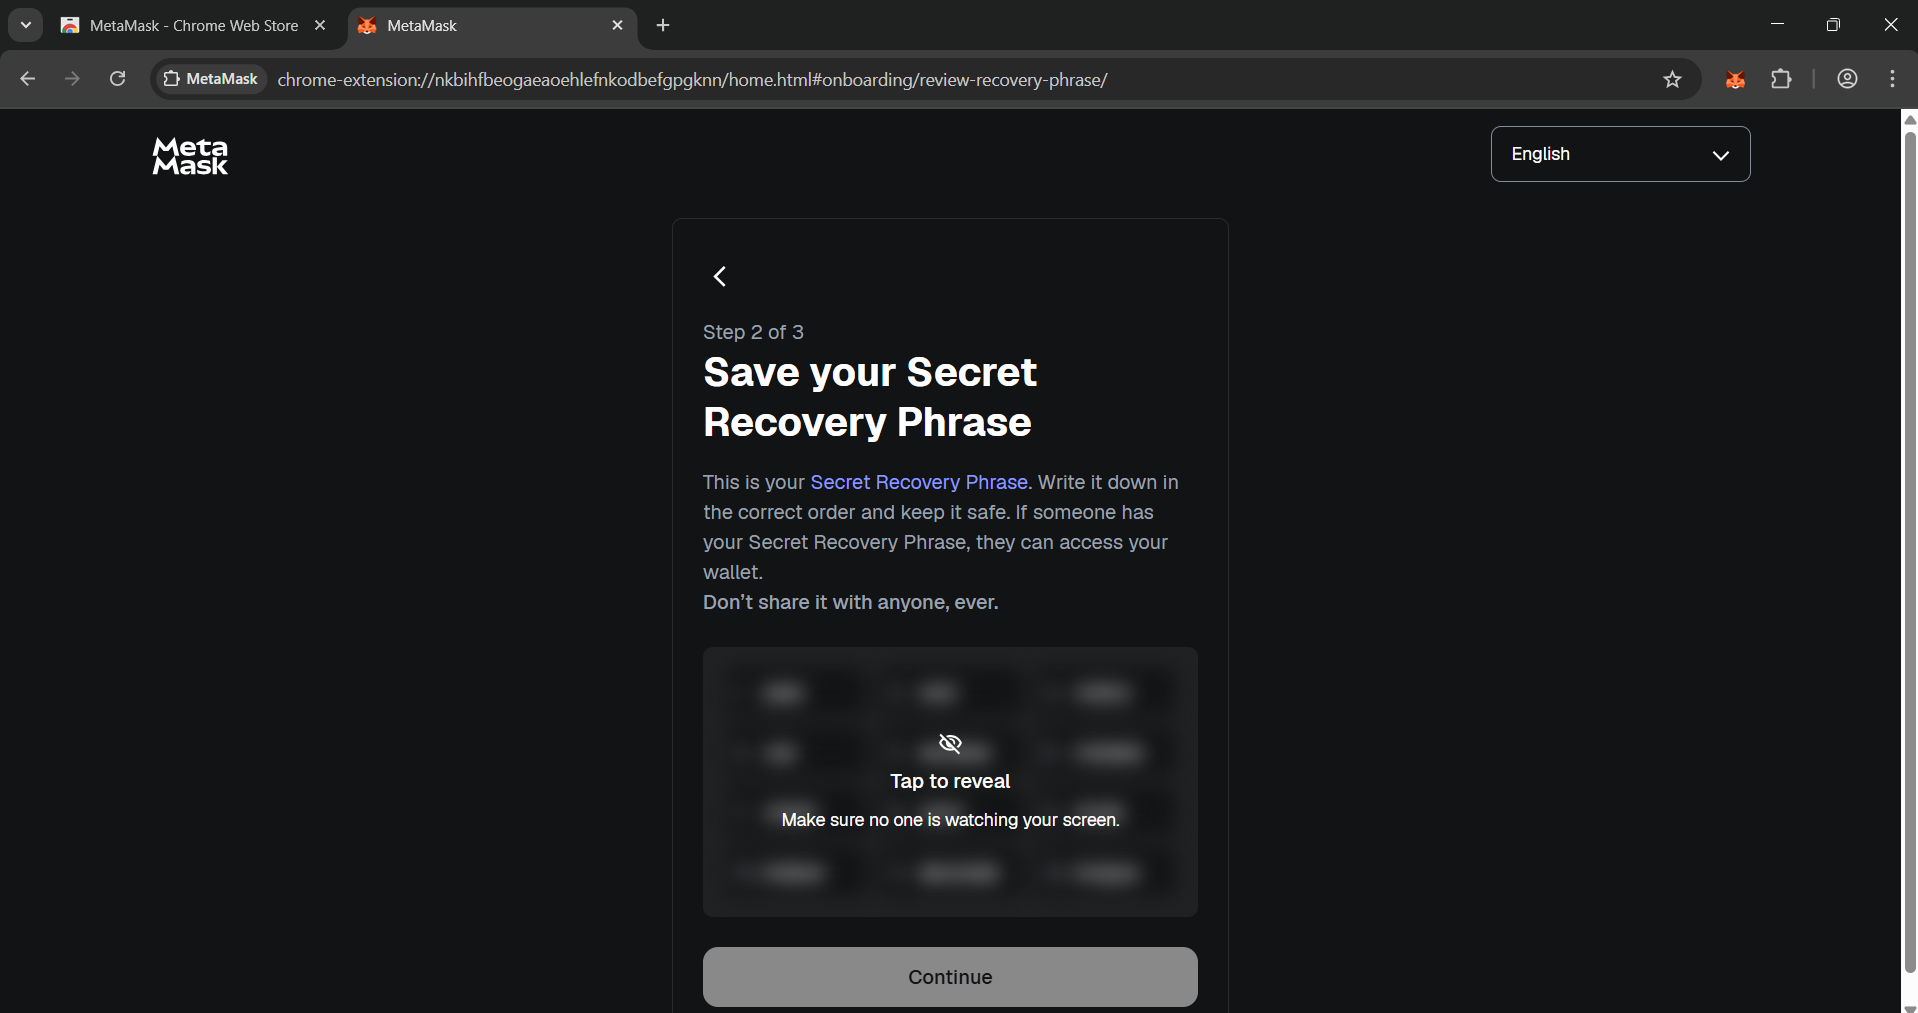 MetaMask - Chrome Web Store
MetaMask
MetaMask
chrome-extension://nkbihfbeogaeaoehlefnkodbefgpgknn/home.html#onboarding/review-recovery-phrase/
Meta
Mask
English
Step 2 of 3
Save your Secret
Recovery Phrase
This is your Secret Recovery Phrase. Write it down in
the correct order and keep it safe. If someone has
your Secret Recovery Phrase, they can access your
wallet.
Don’t share it with anyone, ever.
Tap to reveal
Make sure no one is watching your screen.
Continue